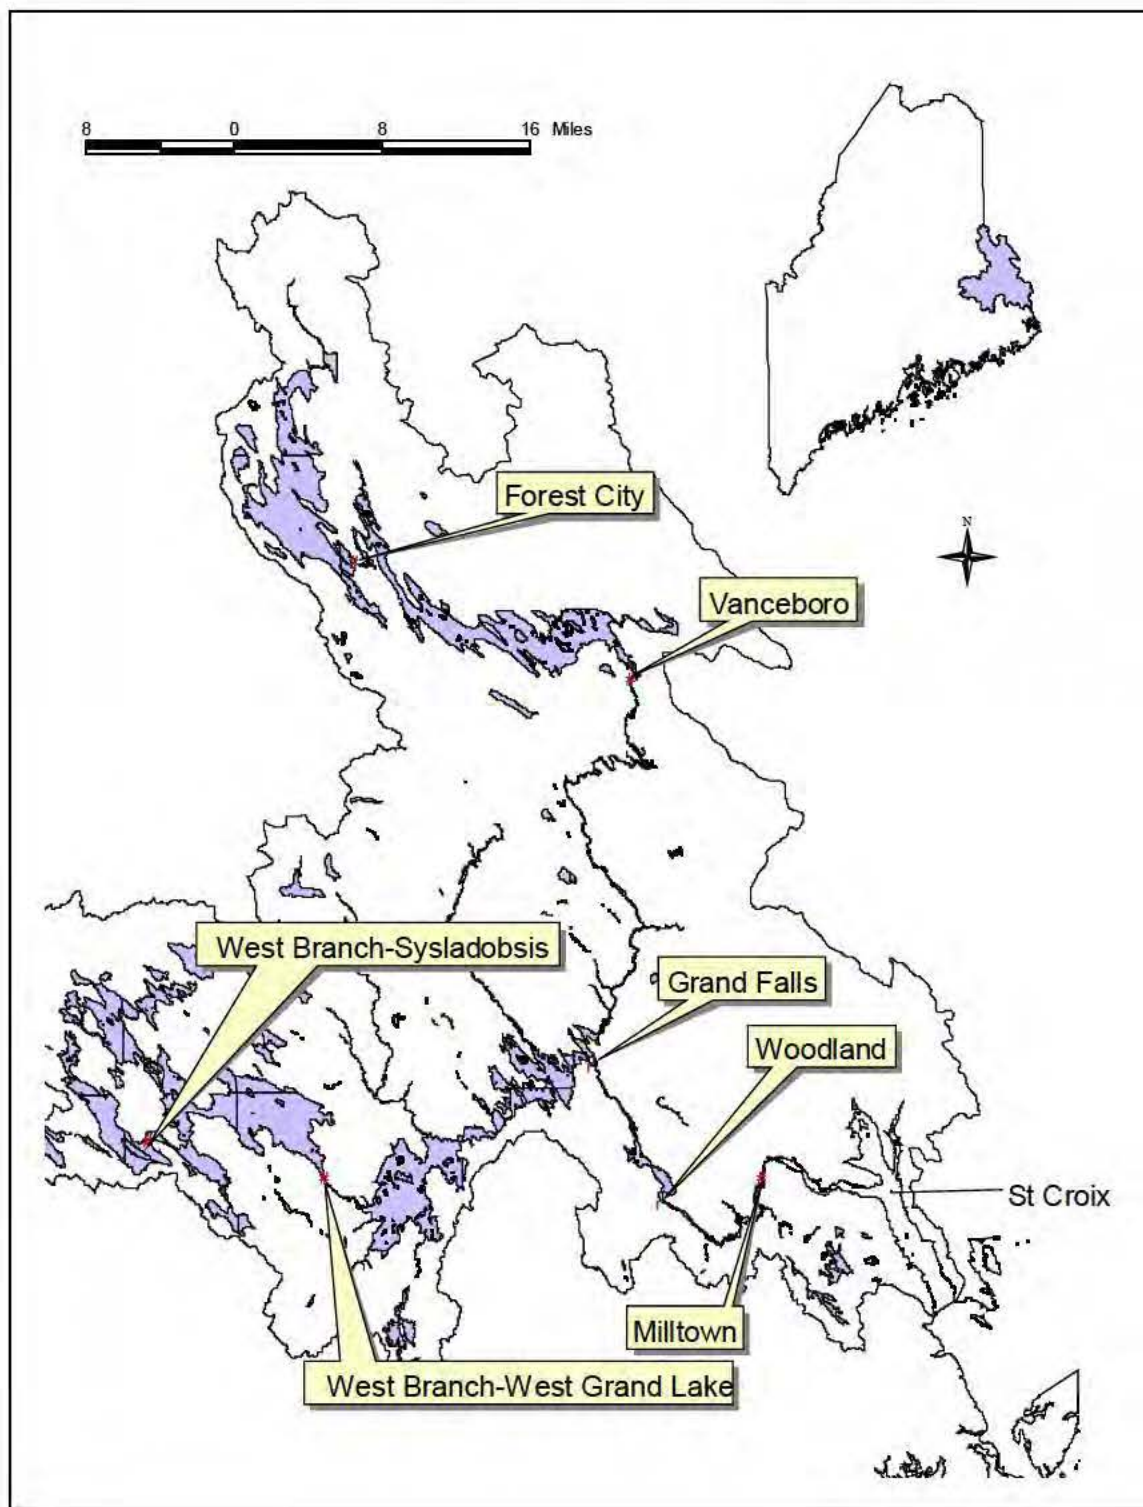 8 0 8 16 Miles
Forest City
N
Vanceboro
West Branch-Sysladobsis
Grand Falls
Woodland
St Croix
Milltown
West Branch-West Grand Lake